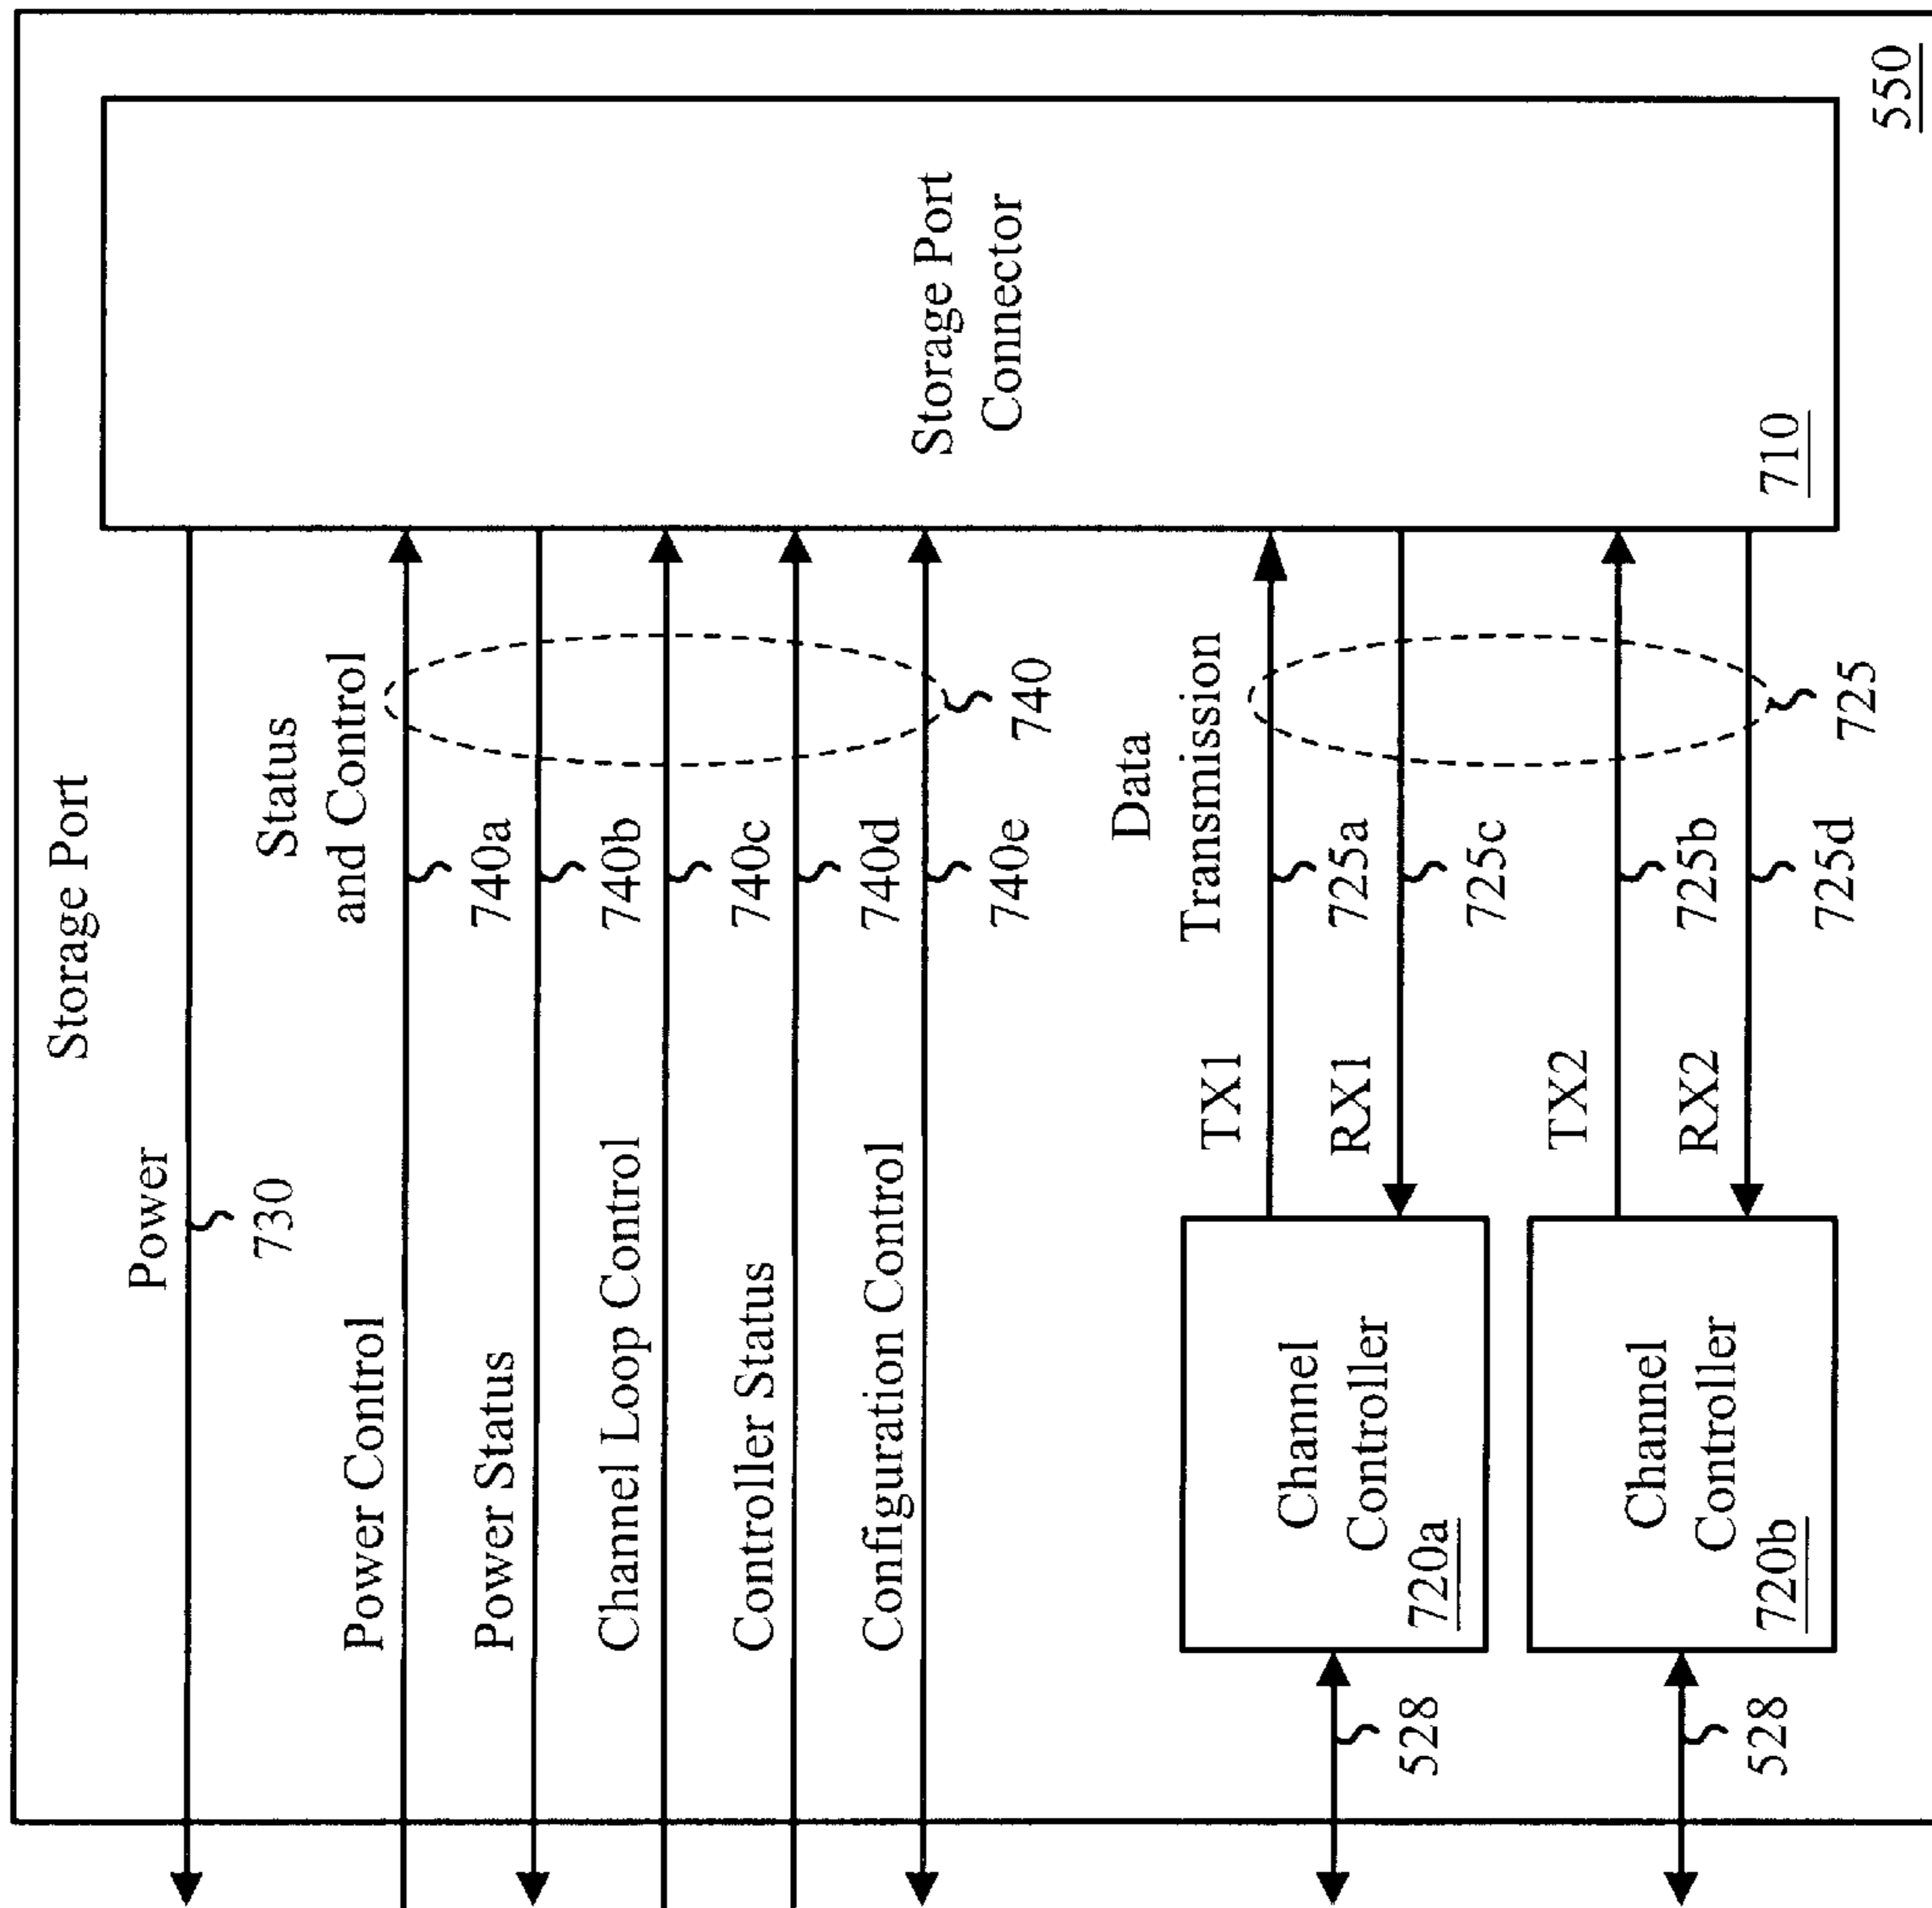 Storage Port
Power
730
Status
and Control
Power Control
740a
Power Status
740b
Channel Loop Control
740c
Controller Status
740d
Configuration Control
740e
740
Storage Port
Connector
710
Data
Transmission
TX1
725a
RX1
725c
TX2
725b
RX2
725d
725
Channel
Controller
720a
528
Channel
Controller
720b
528
550